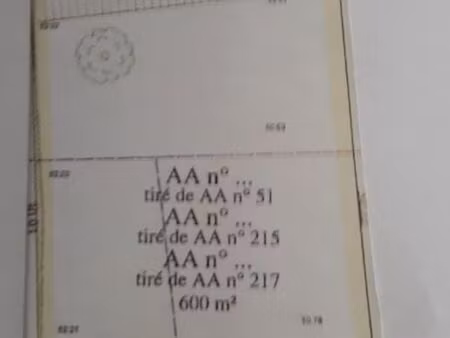 AA n° ...
tiré de AA n° 51
AA n° ...
tiré de AA n° 215
AA n° ...
tiré de AA n° 217
600 m²